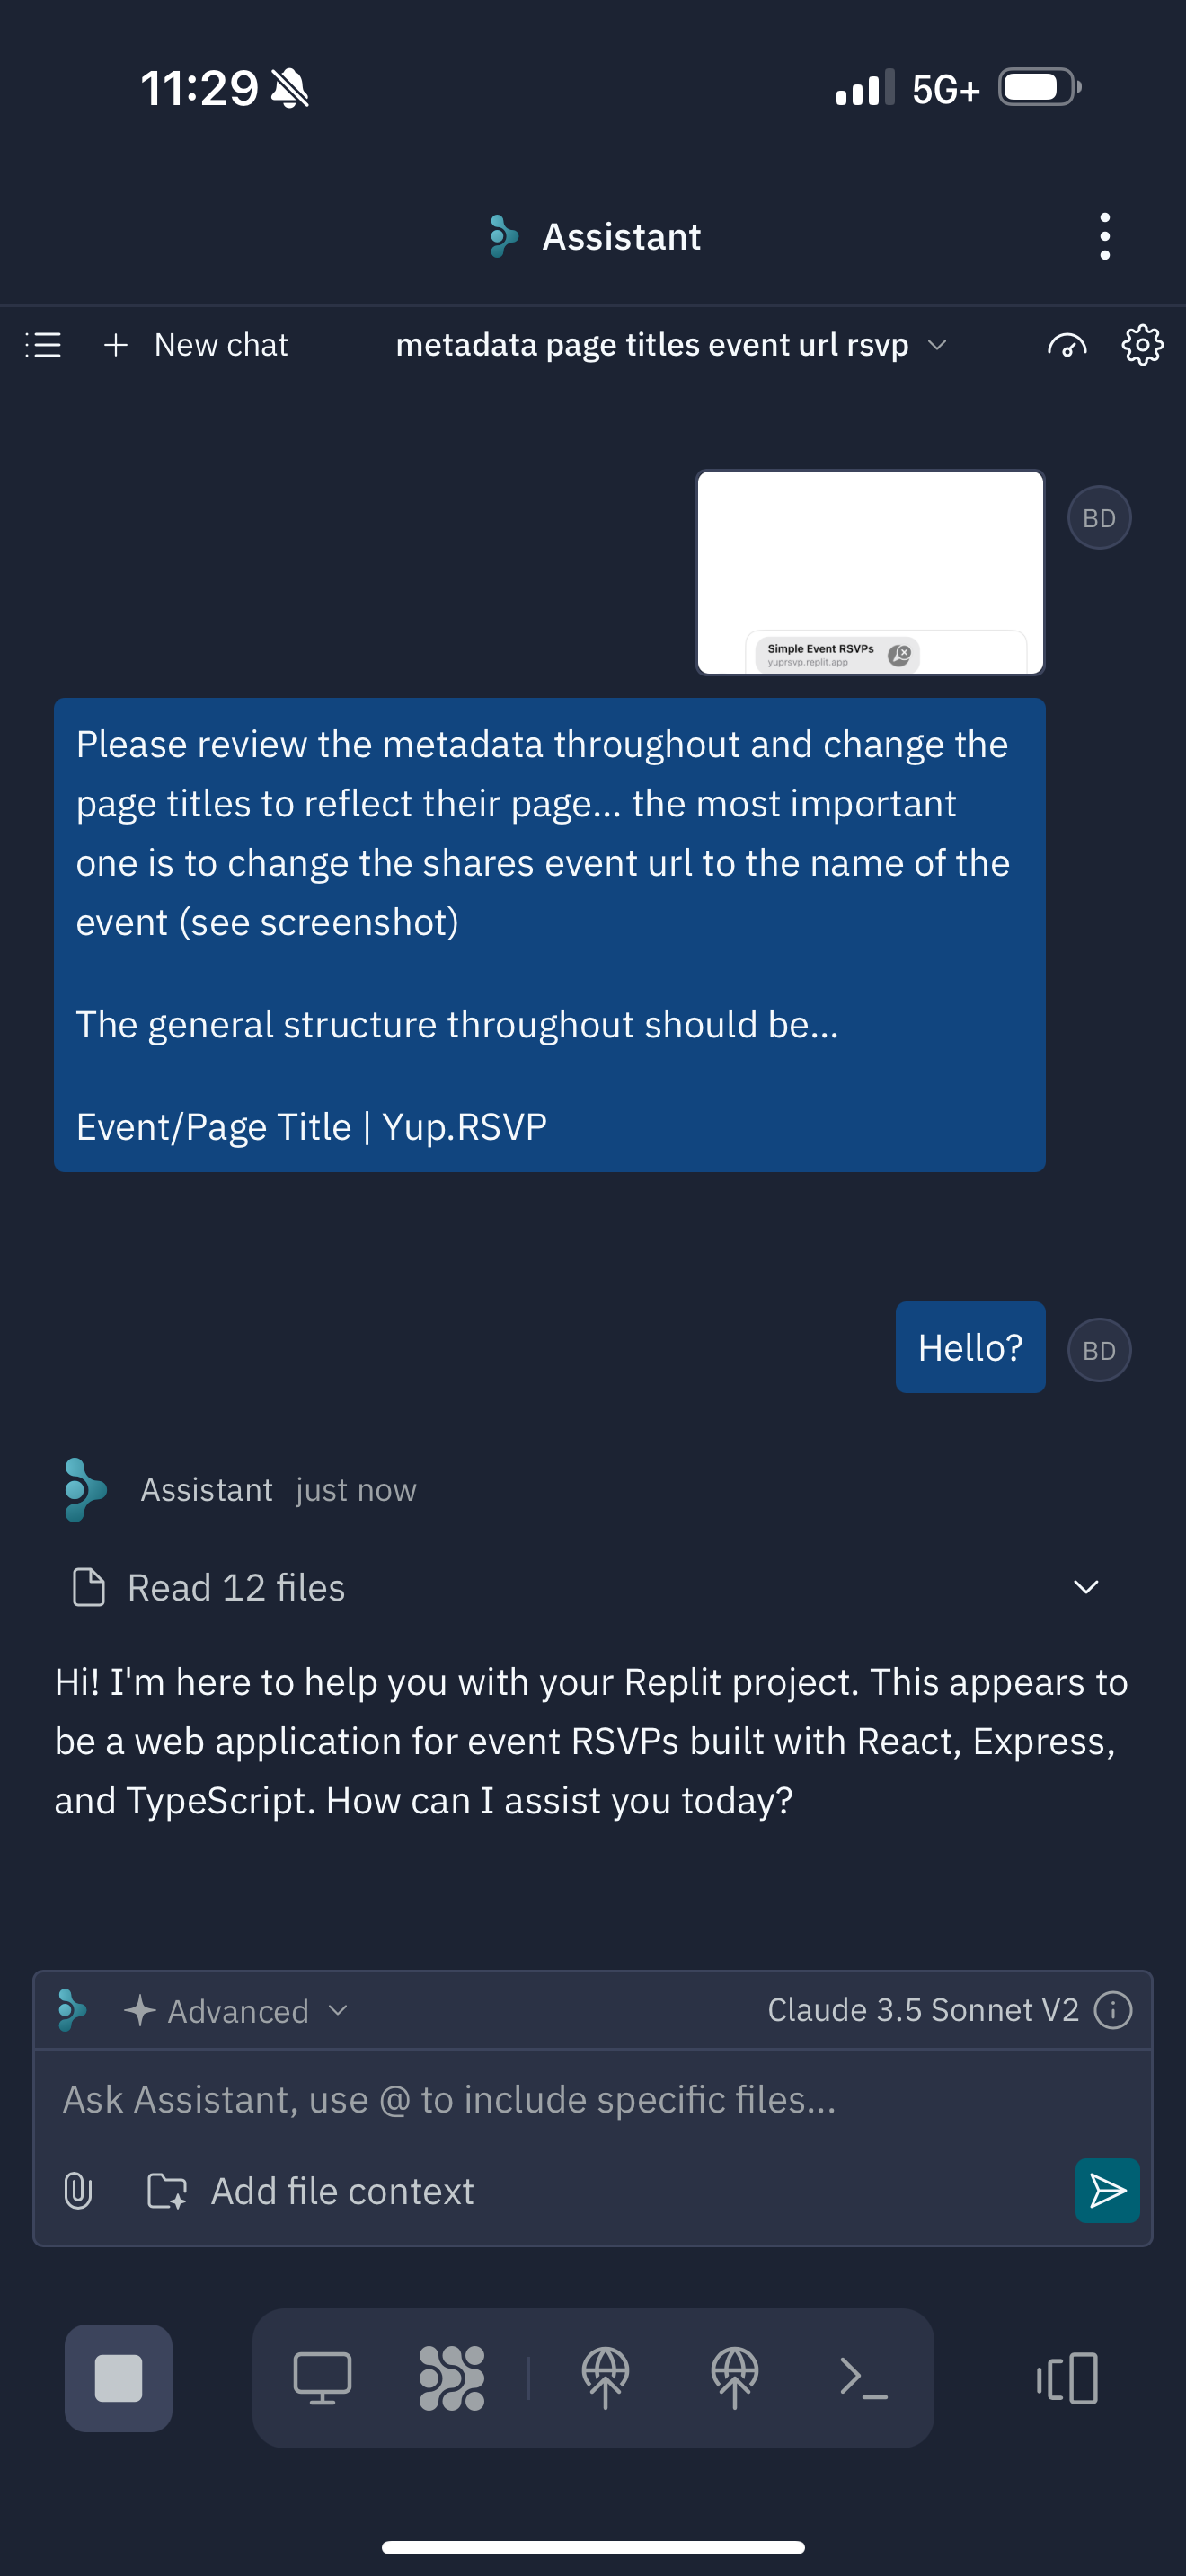 11:29
5G+
Assistant
New chat
metadata page titles event url rsvp
BD
Simple Event RSVPs
yuprsvp.replit.app
Please review the metadata throughout and change the
page titles to reflect their page... the most important
one is to change the shares event url to the name of the
event (see screenshot)
The general structure throughout should be...
Event/Page Title | Yup.RSVP
Hello?
BD
Assistant just now
Read 12 files
Hi! I'm here to help you with your Replit project. This appears to
be a web application for event RSVPs built with React, Express,
and TypeScript. How can I assist you today?
Advanced
Claude 3.5 Sonnet V2
Ask Assistant, use @ to include specific files...
Add file context